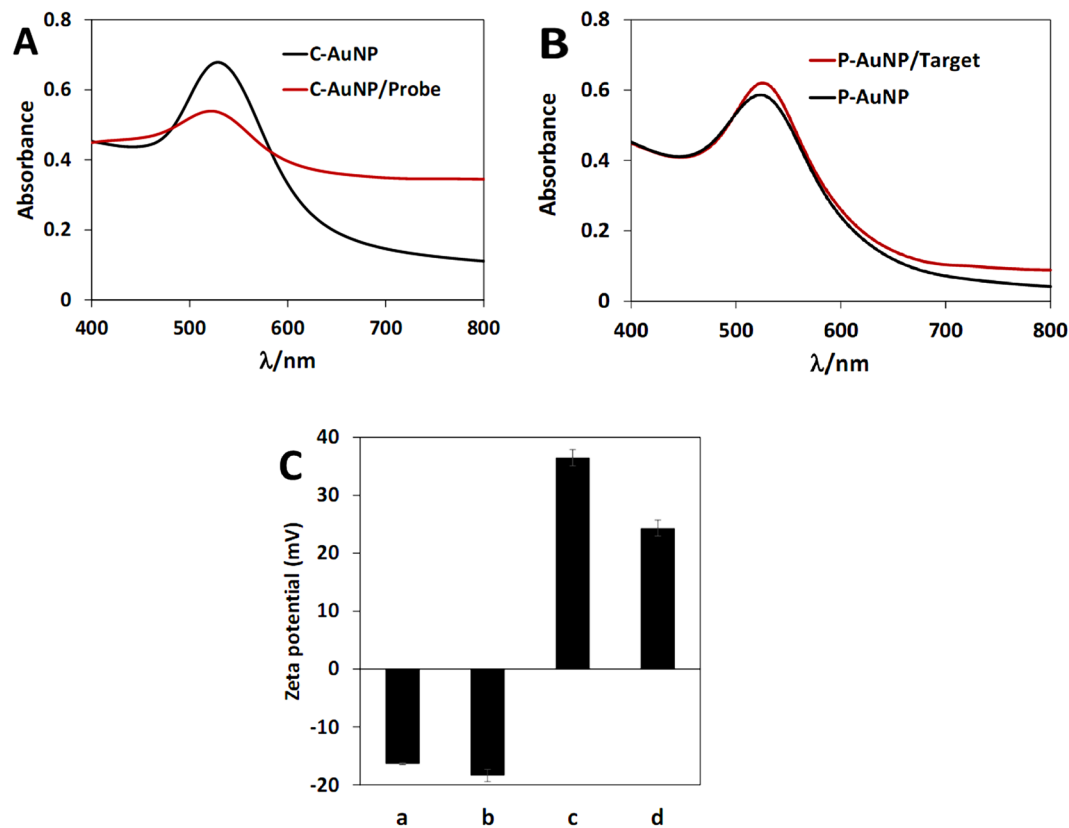 A
0.8
0.6
0.4
0.2
0
Absorbance
C-AuNP
C-AuNP/Probe
400 500 600 700 800
λ/nm
B
0.8
0.6
0.4
0.2
0
Absorbance
P-AuNP/Target
P-AuNP
400 500 600 700 800
λ/nm
C
40
30
20
10
0
-10
-20
Zeta potential (mV)
a b c d